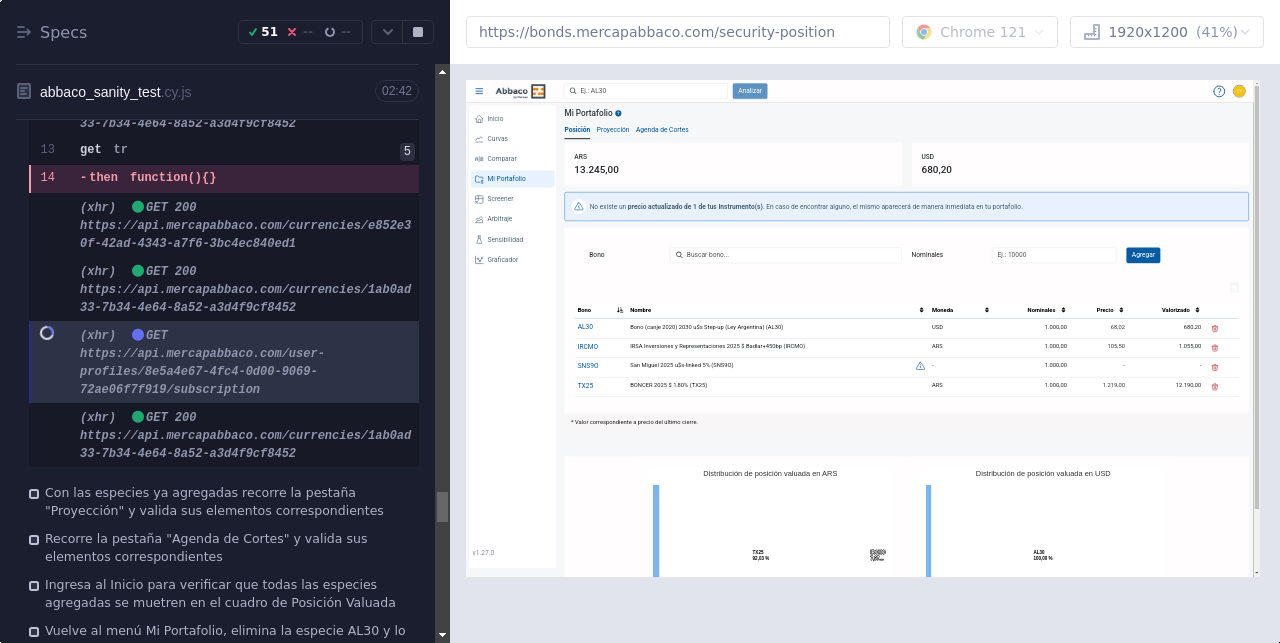 Specs
51
--
--
abbaco_sanity_test.cy.js
02:42
33-7b34-4e64-8a52-a3d4f9cf8452
13 get tr 5
14 -then function(){}
(xhr) GET 200
https://api.mercapabbaco.com/currencies/e852e3
0f-42ad-4343-a7f6-3bc4ec840ed1
(xhr) GET 200
https://api.mercapabbaco.com/currencies/1ab0ad
33-7b34-4e64-8a52-a3d4f9cf8452
(xhr) GET
https://api.mercapabbaco.com/user-
profiles/8e5a4e67-4fc4-0d00-9069-
72ae06f7f919/subscription
(xhr) GET 200
https://api.mercapabbaco.com/currencies/1ab0ad
33-7b34-4e64-8a52-a3d4f9cf8452
Con las especies ya agregadas recorre la pestaña
"Proyección" y valida sus elementos correspondientes
Recorre la pestaña "Agenda de Cortes" y valida sus
elementos correspondientes
Ingresa al Inicio para verificar que todas las especies
agregadas se muetren en el cuadro de Posición Valuada
Vuelve al menú Mi Portafolio, elimina la especie AL30 y lo
https://bonds.mercapabbaco.com/security-position
Chrome 121
1920x1200 (41%)
Abbaco
Ej.: AL30
Analizar
Inicio
Curvas
Comparar
Mi Portafolio
Screener
Arbitraje
Sensibilidad
Graficador
v1.27.0
Mi Portafolio
Posición Proyección Agenda de Cortes
ARS
13.245,00
USD
680,20
No existe un precio actualizado de 1 de tus instrumento(s). En caso de encontrar alguno, el mismo aparecerá de manera inmediata en tu portafolio.
Bono
Buscar bono...
Nominales
Ej.: 10000
Agregar
Bono Nombre Moneda Nominales Precio Valorizado
AL30 Bono (canje 2020) 2030 u$s Step-up (Ley Argentina) (AL30) USD 1.000,00 68,02 680,20
IRCMO IRSA Inversiones y Representaciones 2025 $ Badlar+450bp (IRCMO) ARS 1.000,00 105,50 1.055,00
SNS9O San Miguel 2025 u$s-linked 5% (SNS9O) - 1.000,00 - -
TX25 BONCER 2025 $ 1.80% (TX25) ARS 1.000,00 1.219,00 12.190,00
* Valor correspondiente a precio del último cierre.
Distribución de posición valuada en ARS
TX25
92,03 %
Distribución de posición valuada en USD
AL30
100,00 %